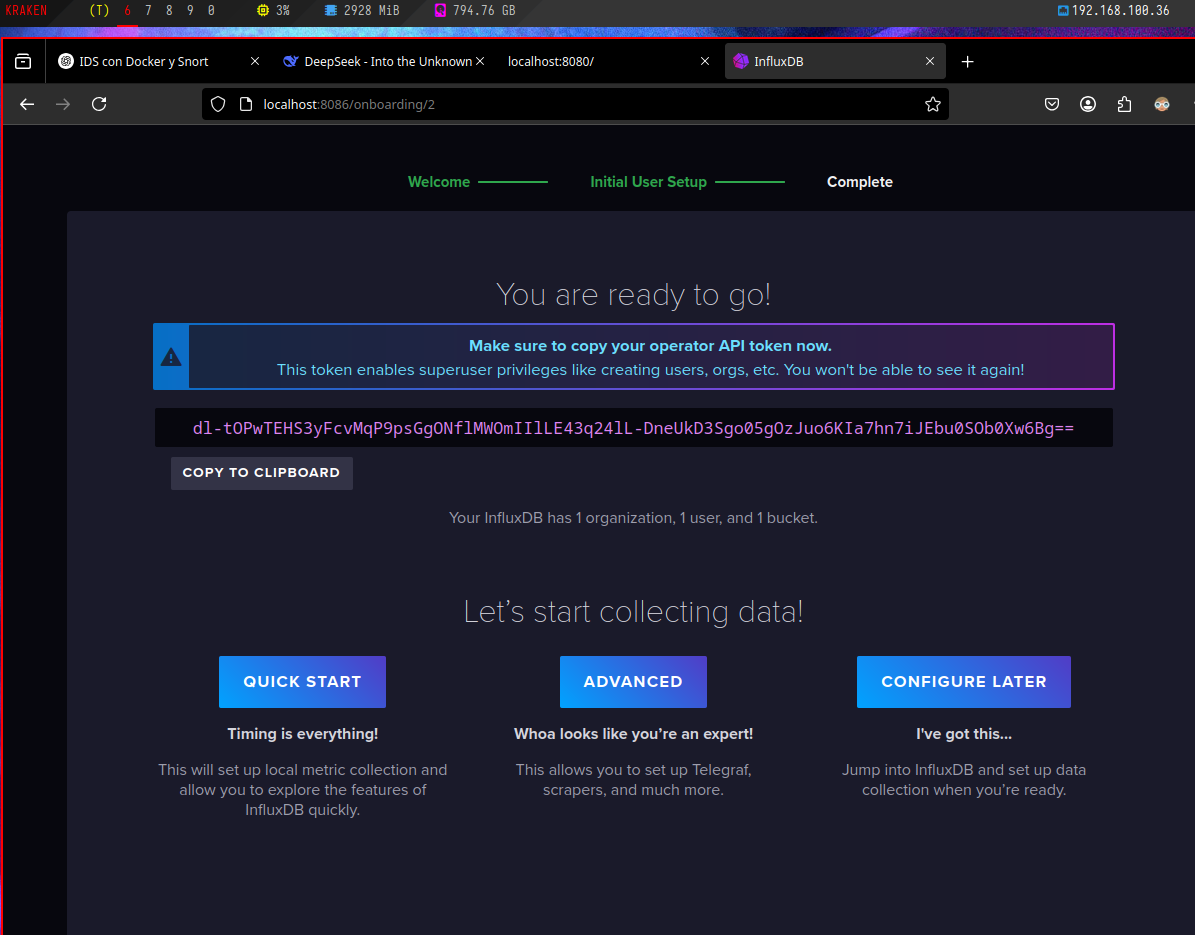 KRAKEN (T) 6 7 8 9 0 3% 2928 MiB 794.76 GB 192.168.100.36
IDS con Docker y Snort DeepSeek - Into the Unknown localhost:8080/ InfluxDB
localhost:8086/onboarding/2
Welcome Initial User Setup Complete
You are ready to go!
Make sure to copy your operator API token now.
This token enables superuser privileges like creating users, orgs, etc. You won't be able to see it again!
dl-tOPwTEHS3yFcvMqP9psGgONflMWOmIIlLE43q24lL-DneUkD3Sgo05gOzJuo6KIa7hn7iJEbu0SOb0Xw6Bg==
COPY TO CLIPBOARD
Your InfluxDB has 1 organization, 1 user, and 1 bucket.
Let’s start collecting data!
QUICK START
Timing is everything!
This will set up local metric collection and
allow you to explore the features of
InfluxDB quickly.
ADVANCED
Whoa looks like you’re an expert!
This allows you to set up Telegraf,
scrapers, and much more.
CONFIGURE LATER
I've got this...
Jump into InfluxDB and set up data
collection when you’re ready.